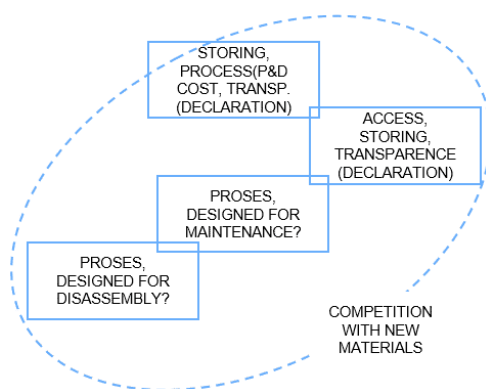 STORING,
PROCESS(P&D
COST, TRANSP.
(DECLARATION)
ACCESS,
STORING,
TRANSPARENCE
(DECLARATION)
PROSES,
DESIGNED FOR
MAINTENANCE?
PROSES,
DESIGNED FOR
DISASSEMBLY?
COMPETITION
WITH NEW
MATERIALS